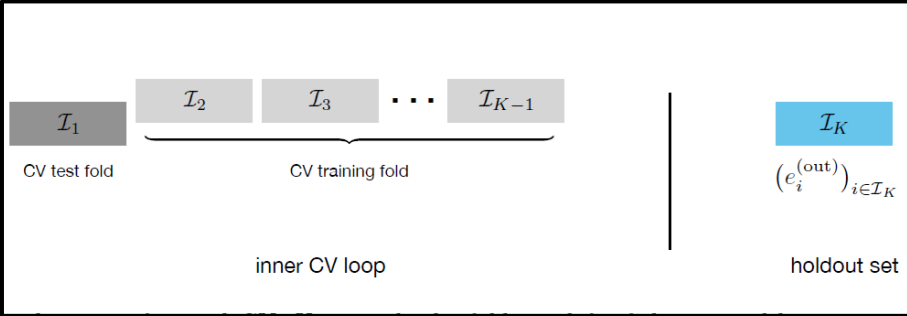 I₁ I₂ I₃ ··· I_{K−1} I_K
CV test fold CV training fold (e_i^{(out)})_{i∈I_K}
inner CV loop holdout set